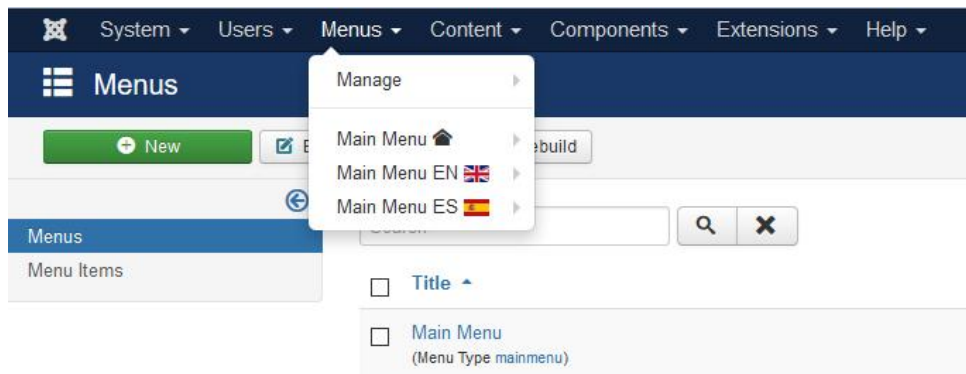 System Users Menus Content Components Extensions Help
Menus
Manage
New
Main Menu
Main Menu EN
Main Menu ES
Menus
Menu Items
Title
Main Menu
(Menu Type mainmenu)